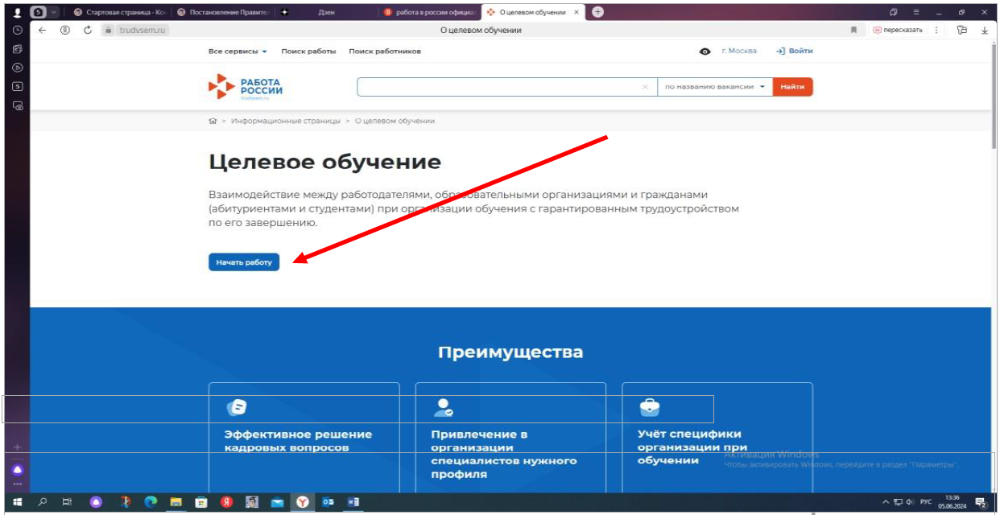 5
Стартовая страница - Ко
Постановление Правите
Дзен
работа в россии официа
О целевом обучении
trudvsem.ru
О целевом обучении
пересказать
Все сервисы
Поиск работы
Поиск работников
г. Москва
Войти
РАБОТА
РОССИИ
trudvsem.ru
по названию вакансии
Найти
> Информационные страницы > О целевом обучении
Целевое обучение
Взаимодействие между работодателями, образовательными организациями и гражданами
(абитуриентами и студентами) при организации обучения с гарантированным трудоустройством
по его завершению.
Начать работу
Преимущества
Эффективное решение
кадровых вопросов
Привлечение в
организации
специалистов нужного
профиля
Учёт специфики
организации при
обучении
Активация Windows
Чтобы активировать Windows, перейдите в раздел "Параметры".
РУС
13:36
05.06.2024